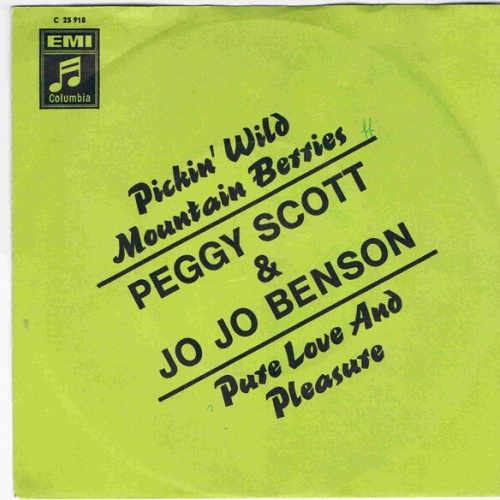 C 23 918
EMI
Columbia
Pickin' Wild
Mountain Berries
PEGGY SCOTT
&
JO JO BENSON
Pure Love And
Pleasure